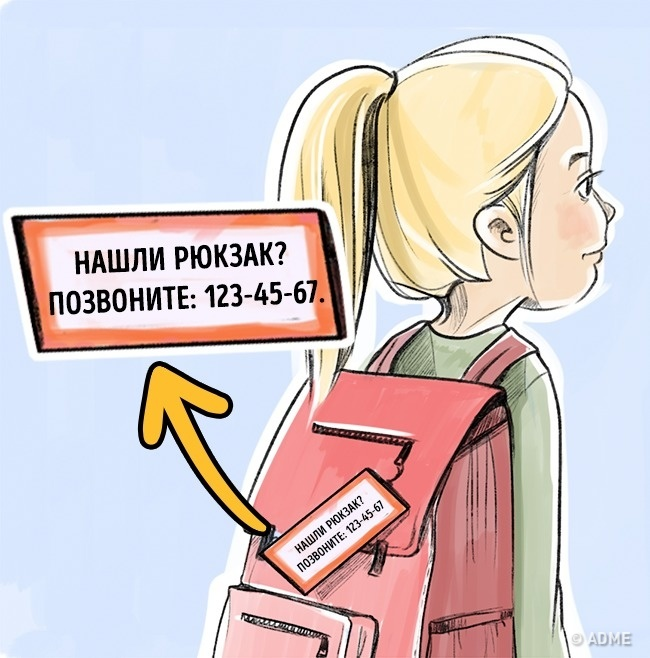 НАШЛИ РЮКЗАК?
ПОЗВОНИТЕ: 123-45-67.
НАШЛИ РЮКЗАК?
ПОЗВОНИТЕ: 123-45-67
© ADME